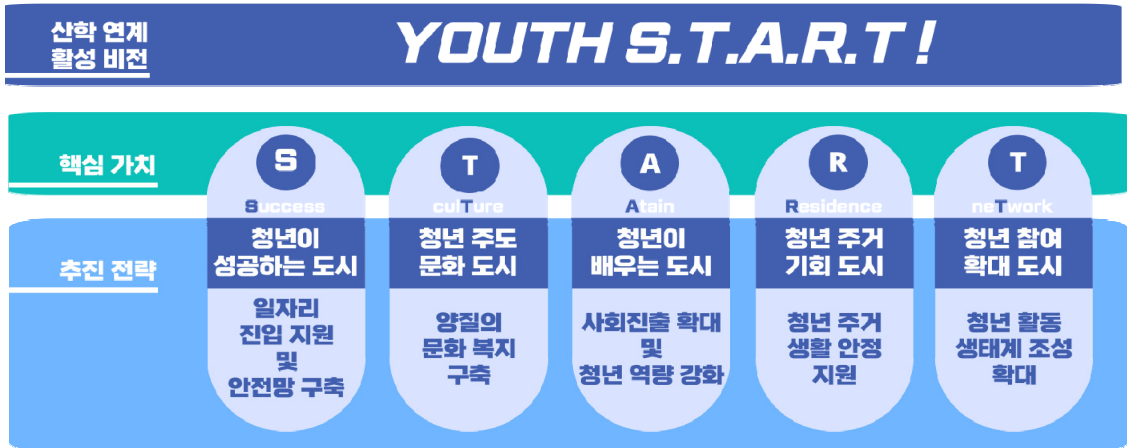 산학 연계
활성 비전
YOUTH S.T.A.R.T !
핵심 가치
S
Success
T
culTure
A
Atain
R
Residence
T
neTwork
추진 전략
청년이
성공하는 도시
일자리
진입 지원
및
안전망 구축
청년 주도
문화 도시
양질의
문화 복지
구축
청년이
배우는 도시
사회진출 확대
및
청년 역량 강화
청년 주거
기회 도시
청년 주거
생활 안정
지원
청년 참여
확대 도시
청년 활동
생태계 조성
확대